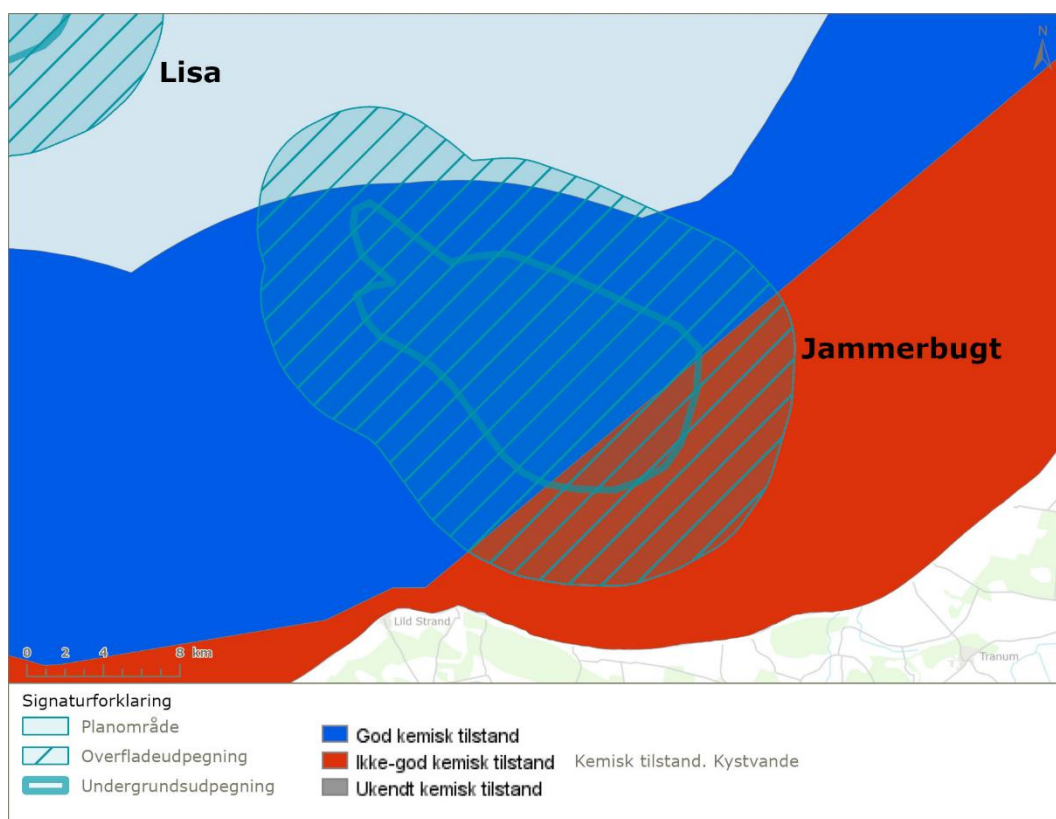 N
Lisa
Jammerbugt
Lild Strand
Tranum
0 2 4 8
km
Signaturforklaring
Planområde
Overfladeudpegning
Undergrundsudpegning
God kemisk tilstand
Ikke-god kemisk tilstand Kemisk tilstand. Kystvande
Ukendt kemisk tilstand